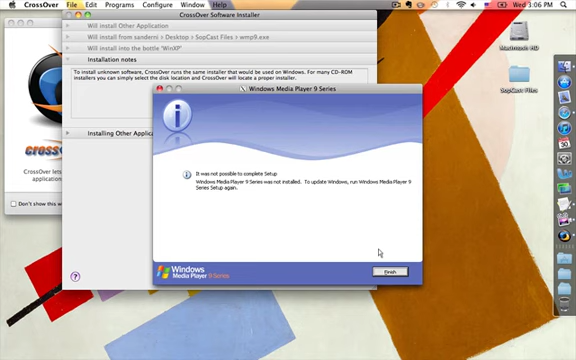 CrossOver File Edit Programs Configure Window Help Wed 3:06 PM
CrossOver Software Installer
Will install Other Application
Will install from sandemi > Desktop > SopCast Files > wmp9.exe
Will install into the bottle 'WinXP'
Installation notes
To install unknown software, CrossOver runs the same installer that would be used on Windows. For many CD-ROM
installers you can simply select the disk location and CrossOver will locate a proper installer.
Installing Other Applic
Windows Media Player 9 Series
It was not possible to complete Setup
Windows Media Player 9 Series was not installed. To update Windows, run Windows Media Player 9
Series Setup again.
Windows
Media Player 9 Series
Finish
CrossOver lets
application
Don't show this w
Macintosh HD
SopCast Files